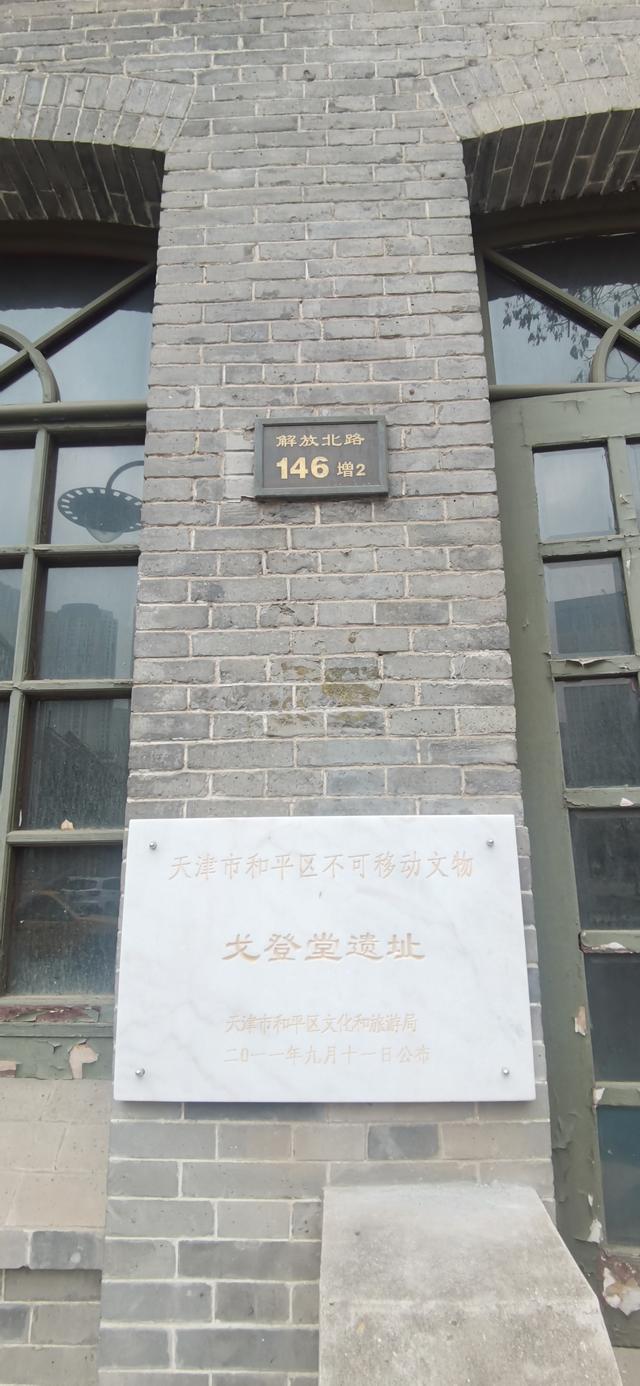 解放北路
146 增2
天津市和平区不可移动文物
戈登堂遗址
天津市和平区文化和旅游局
二〇一一年九月十一日公布